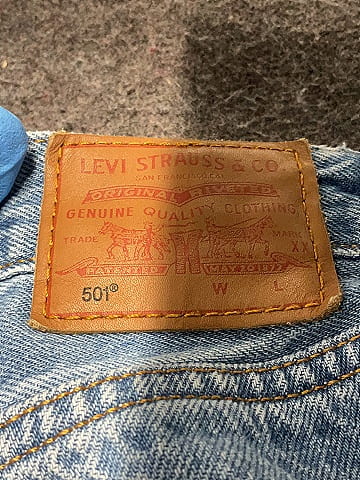 LEVI STRAUSS & CO.
SAN FRANCISCO, CAL.
ORIGINAL RIVETED
GENUINE QUALITY CLOTHING
TRADE MARK
XX
PATENTED MAY 20 1873
501® W L